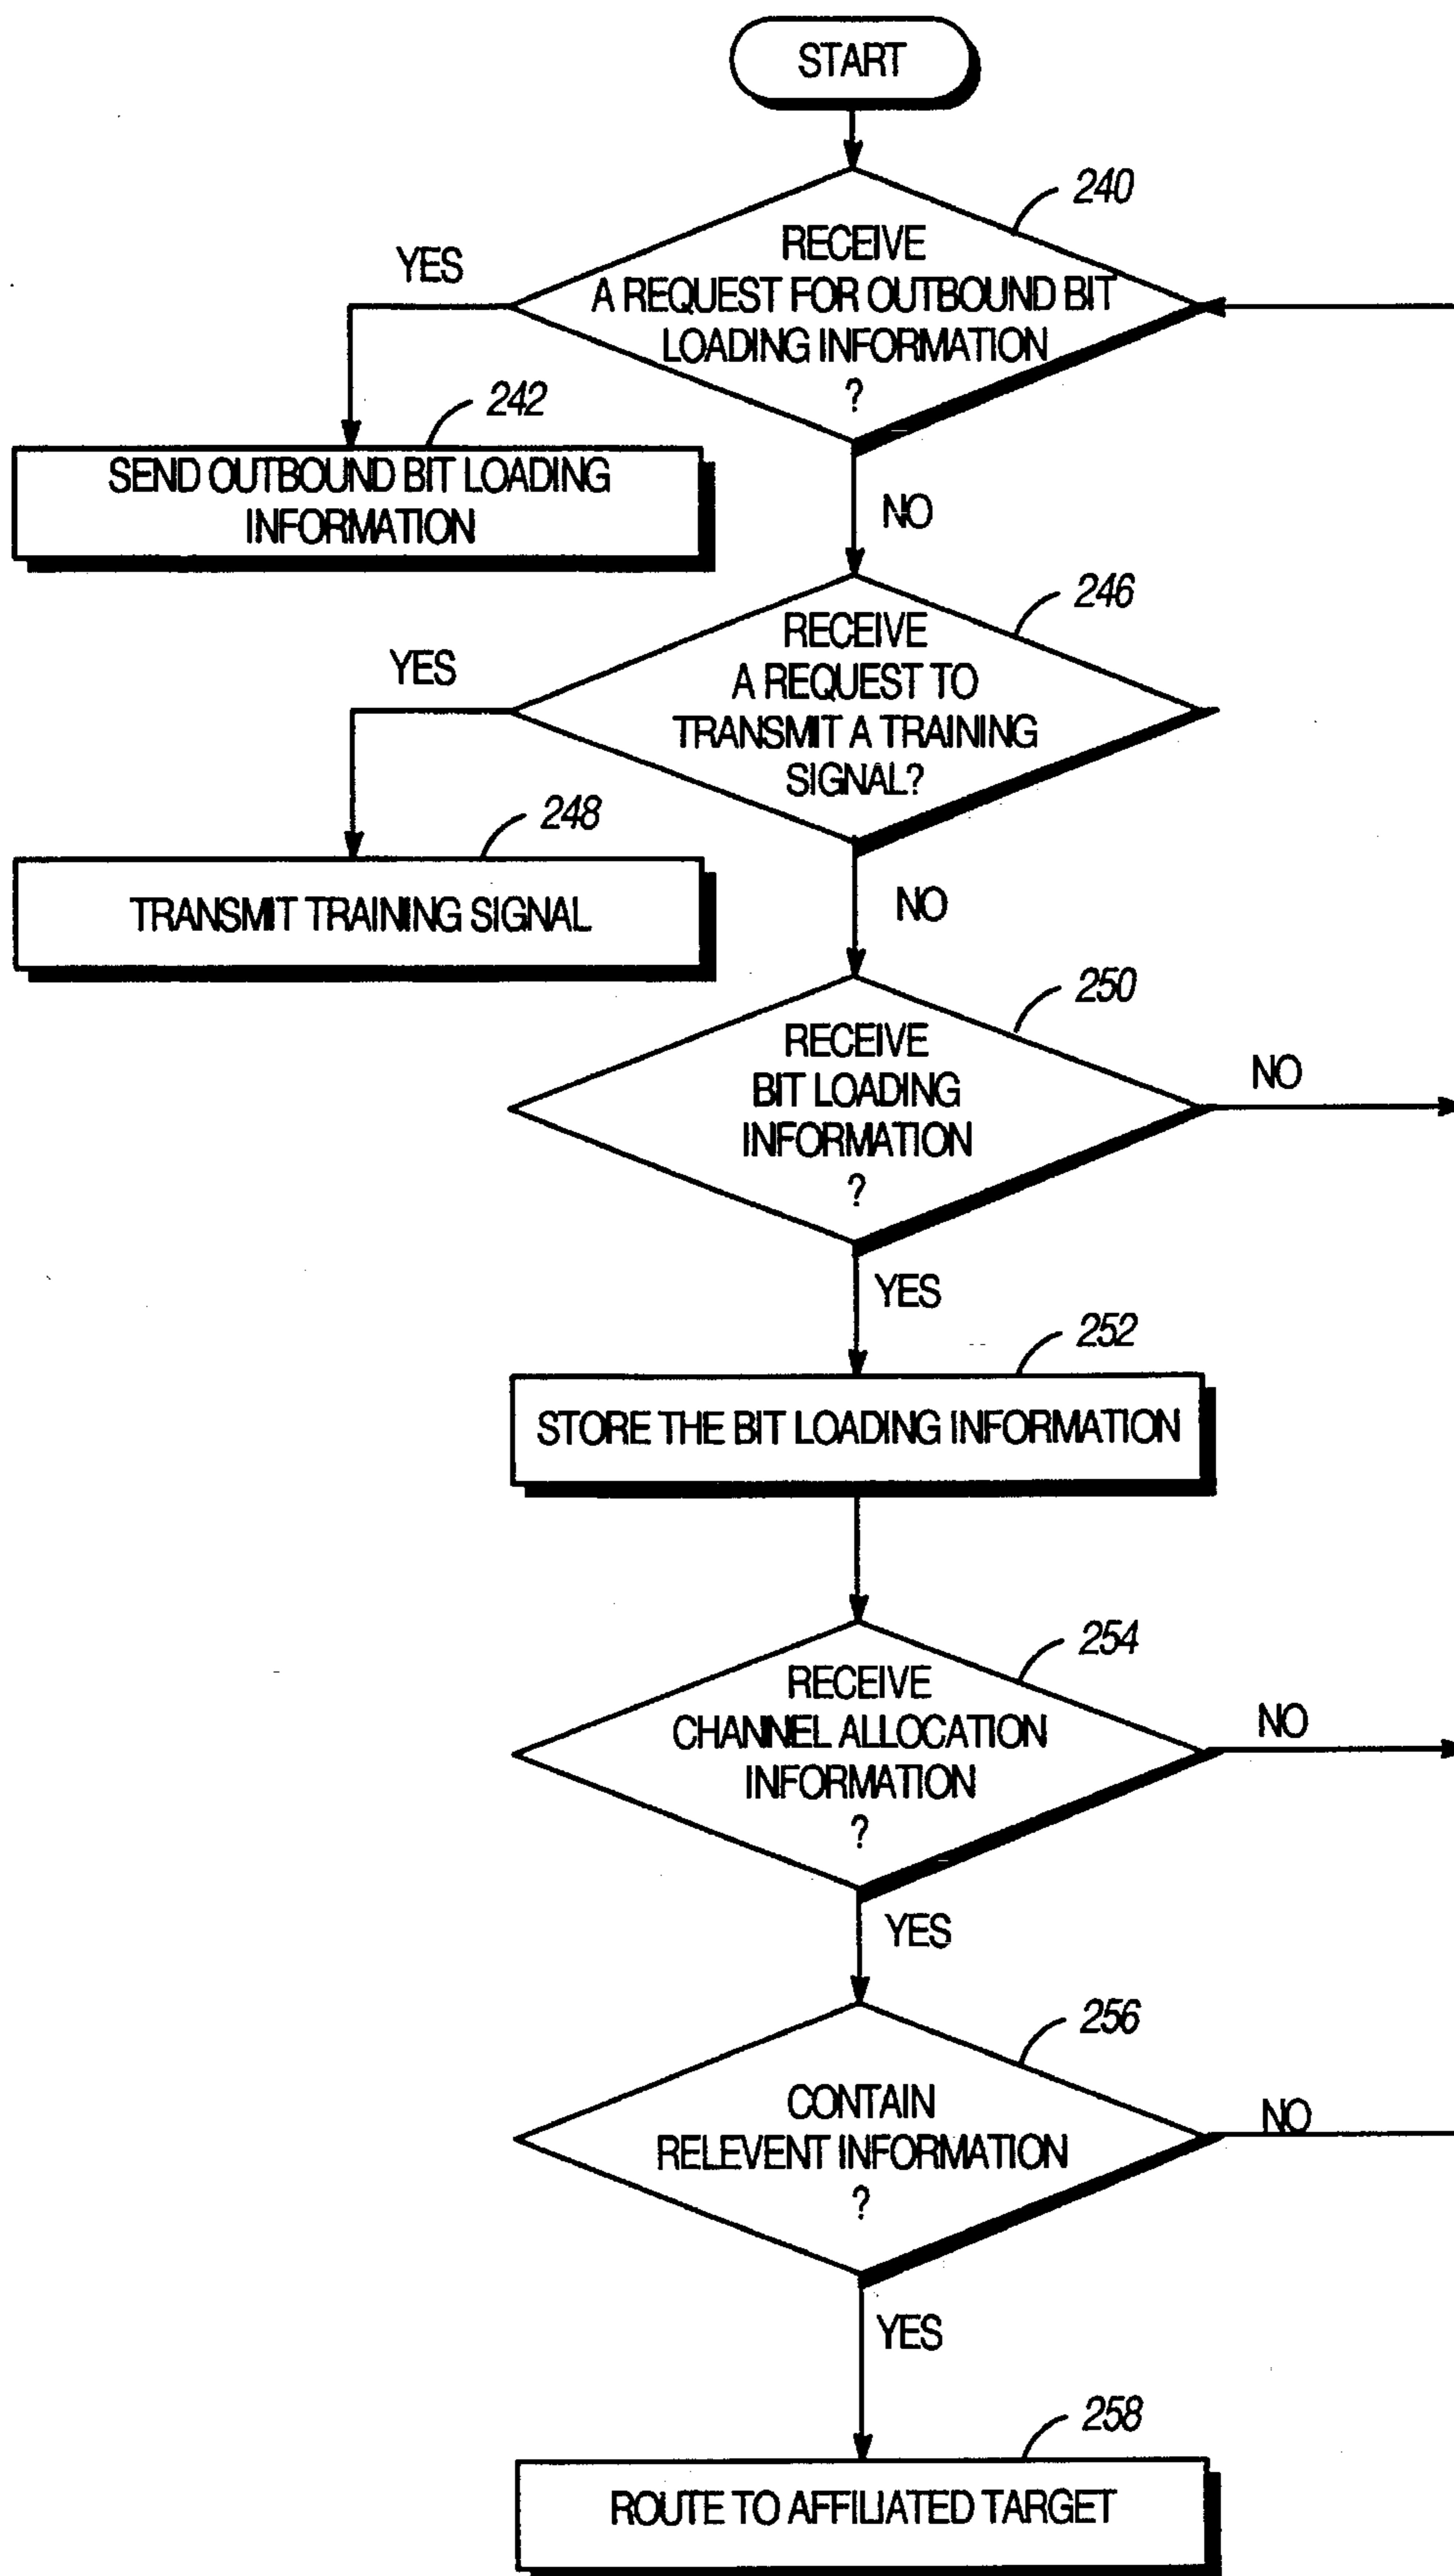 START
240
RECEIVE
A REQUEST FOR OUTBOUND BIT
LOADING INFORMATION
?
YES
242
SEND OUTBOUND BIT LOADING
INFORMATION
NO
246
RECEIVE
A REQUEST TO
TRANSMIT A TRAINING
SIGNAL?
YES
248
TRANSMIT TRAINING SIGNAL
NO
250
RECEIVE
BIT LOADING
INFORMATION
?
NO
YES
252
STORE THE BIT LOADING INFORMATION
254
RECEIVE
CHANNEL ALLOCATION
INFORMATION
?
NO
YES
256
CONTAIN
RELEVENT INFORMATION
?
NO
YES
258
ROUTE TO AFFILIATED TARGET